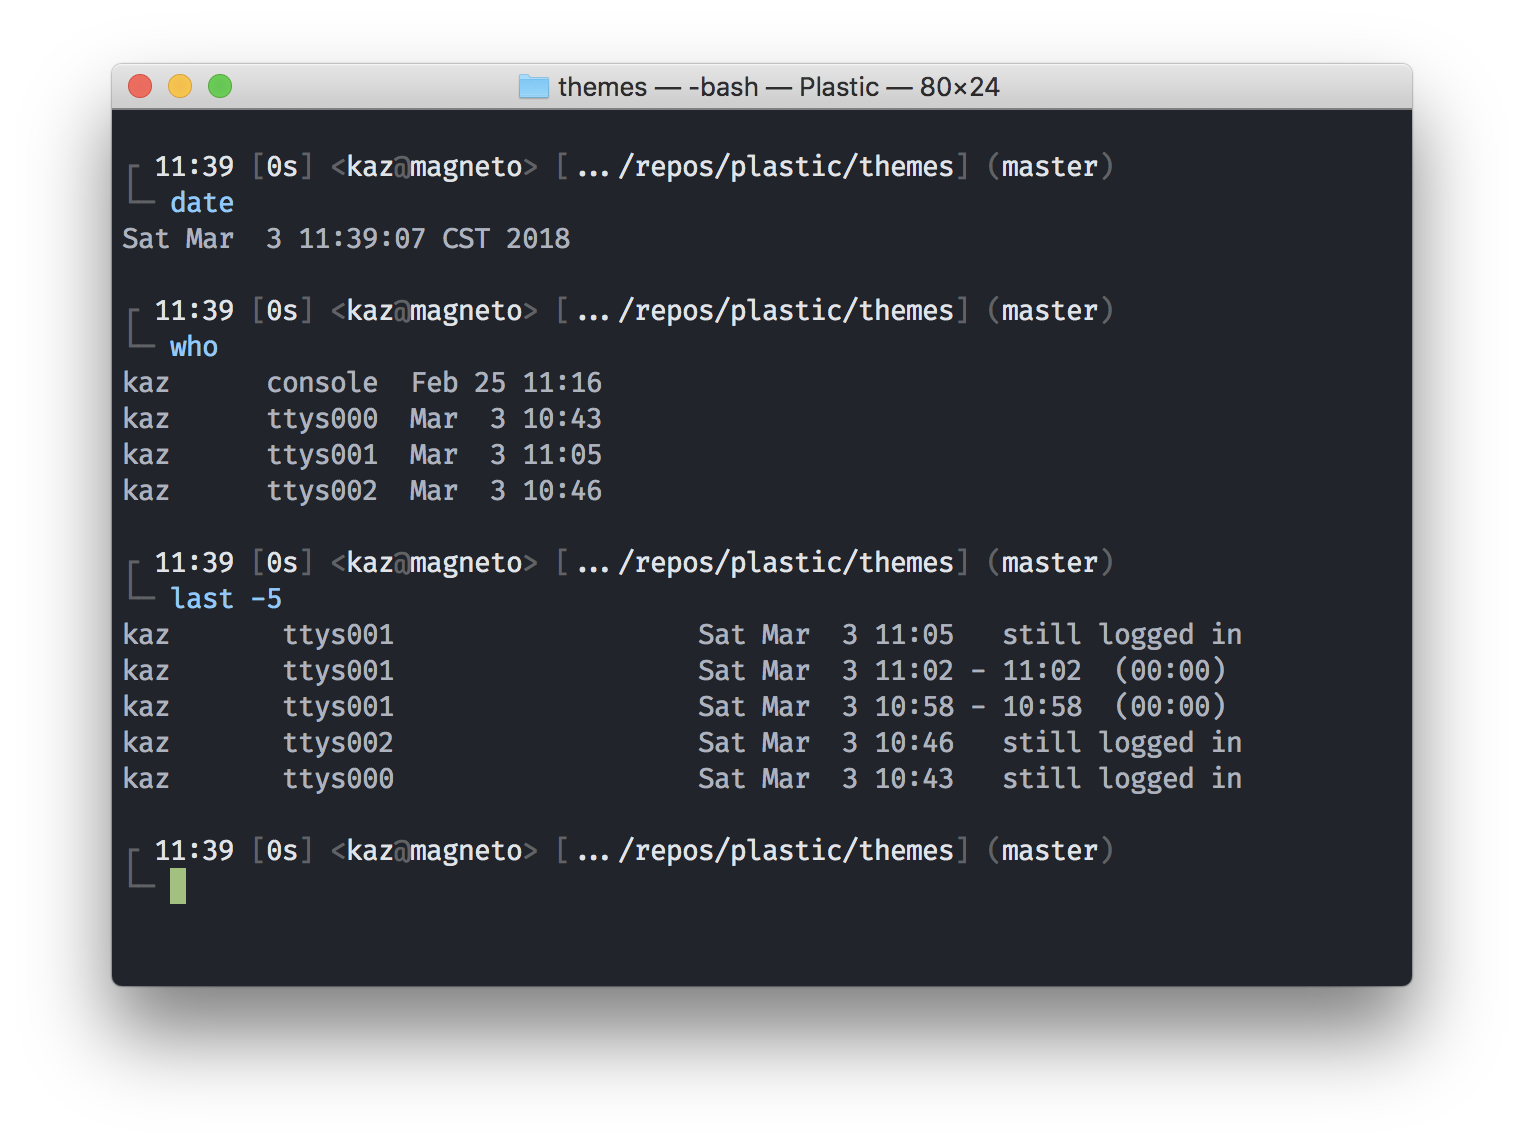 themes — -bash — Plastic — 80×24
┌ 11:39 [0s] <kaz@magneto> [ ... /repos/plastic/themes] (master)
└─ date
Sat Mar  3 11:39:07 CST 2018
┌ 11:39 [0s] <kaz@magneto> [ ... /repos/plastic/themes] (master)
└─ who
kaz      console  Feb 25 11:16
kaz      ttys000  Mar  3 10:43
kaz      ttys001  Mar  3 11:05
kaz      ttys002  Mar  3 10:46
┌ 11:39 [0s] <kaz@magneto> [ ... /repos/plastic/themes] (master)
└─ last -5
kaz       ttys001                   Sat Mar  3 11:05   still logged in
kaz       ttys001                   Sat Mar  3 11:02 - 11:02  (00:00)
kaz       ttys001                   Sat Mar  3 10:58 - 10:58  (00:00)
kaz       ttys002                   Sat Mar  3 10:46   still logged in
kaz       ttys000                   Sat Mar  3 10:43   still logged in
┌ 11:39 [0s] <kaz@magneto> [ ... /repos/plastic/themes] (master)
└─